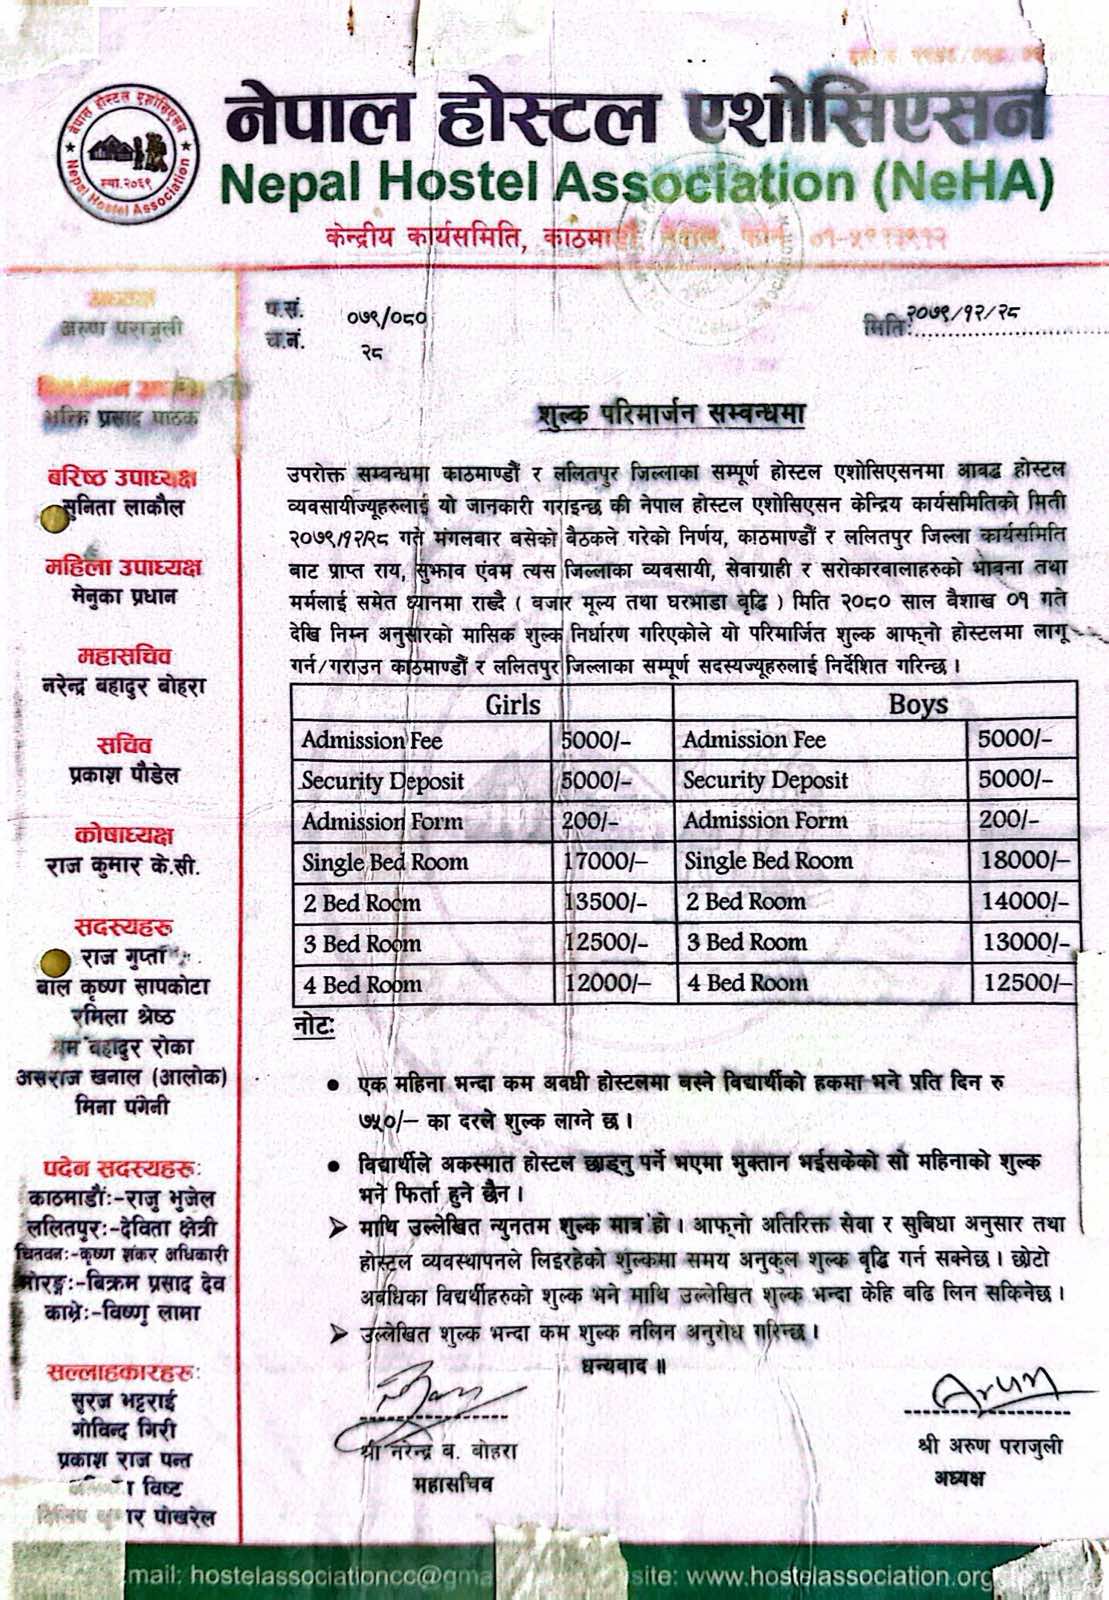 नेपाल होस्टल एशोसिएसन
Nepal Hostel Association (NeHA)
केन्द्रीय कार्यसमिति, काठमाडौं नेपाल, फोन
नेपाल होस्टल एशोसिएसन
स्था.२०६९
Nepal Hostel Association
प.सं. ०७९/०८०
च.नं. २८
मितिः २०७९/१२/२८
अध्यक्ष
अरुण पराजुली
भक्ति प्रसाद पाठक
बरिष्ठ उपाध्यक्ष
सुनिता लाकौल
महिला उपाध्यक्ष
मेनुका प्रधान
महासचिव
नरेन्द्र बहादुर बोहरा
सचिव
प्रकाश पौडेल
कोषाध्यक्ष
राज कुमार के.सी.
सदस्यहरू
राज गुप्ता
बाल कृष्ण सापकोटा
रमिला श्रेष्ठ
बहादुर रोका
असराज खनाल (आलोक)
मिना पंगेनी
पदेन सदस्यहरूः
काठमाडौंः-राजु भुजेल
ललितपुरः-देविता क्षेत्री
चितवनः-कृष्ण शंकर अधिकारी
मोरङ्गः-बिक्रम प्रसाद देव
काभ्रेः-विष्णु लामा
सल्लाहकारहरूः
सुरज भट्टराई
गोविन्द गिरी
प्रकाश राज पन्त
विष्ट
पोखरेल
शुल्क परिमार्जन सम्वन्धमा
उपरोक्त सम्वन्धमा काठमाण्डौं र ललितपुर जिल्लाका सम्पूर्ण होस्टल एशोसिएसनमा आवद्ध होस्टल
व्यवसायीज्यूहरुलाई यो जानकारी गराइन्छ की नेपाल होस्टल एशोसिएसन केन्द्रिय कार्यसमितिको मिती
२०७९/१२/२८ गते मंगलबार बसेको बैठकले गरेको निर्णय, काठमाण्डौं र ललितपुर जिल्ला कार्यसमिति
बाट प्राप्त राय, सुझाव एंवम त्यस जिल्लाका व्यवसायी, सेवाग्राही र सरोकारवालाहरुको भावना तथा
मर्मलाई समेत ध्यानमा राख्दै ( बजार मूल्य तथा घरभाडा वृद्धि ) मिति २०८० साल वैशाख ०१ गते
देखि निम्न अनुसारको मासिक शुल्क निर्धारण गरिएकोले यो परिमार्जित शुल्क आफ्नो होस्टलमा लागू
गर्न/गराउन काठमाण्डौं र ललितपुर जिल्लाका सम्पूर्ण सदस्यज्यूहरुलाई निर्देशित गरिन्छ ।
Girls Boys
Admission Fee 5000/- Admission Fee 5000/-
Security Deposit 5000/- Security Deposit 5000/-
Admission Form 200/- Admission Form 200/-
Single Bed Room 17000/- Single Bed Room 18000/-
2 Bed Room 13500/- 2 Bed Room 14000/-
3 Bed Room 12500/- 3 Bed Room 13000/-
4 Bed Room 12000/- 4 Bed Room 12500/-
नोटः
• एक महिना भन्दा कम अवधी होस्टलमा बस्ने विद्यार्थीको हकमा भने प्रति दिन रु
७५०/– का दरले शुल्क लाग्ने छ ।
• विद्यार्थीले अकस्मात होस्टल छाड्नु पर्ने भएमा भुक्तान भईसकेको सो महिनाको शुल्क
भने फिर्ता हुने छैन ।
➤ माथि उल्लेखित न्युनतम शुल्क मात्र हो । आफ्नो अतिरिक्त सेवा र सुबिधा अनुसार तथा
होस्टल व्यवस्थापनले लिइरहेको शुल्कमा समय अनुकुल शुल्क वृद्धि गर्न सक्नेछ । छोटो
अवधिका विद्यर्थीहरुको शुल्क भने माथि उल्लेखित शुल्क भन्दा केहि बढि लिन सकिनेछ ।
➤ उल्लेखित शुल्क भन्दा कम शुल्क नलिन अनुरोध गरिन्छ ।
धन्यवाद ॥
Arun
श्री नरेन्द्र ब. बोहरा
महासचिव
श्री अरुण पराजुली
अध्यक्ष
mail: hostelassociationcc@gma
site: www.hostelassociation.org